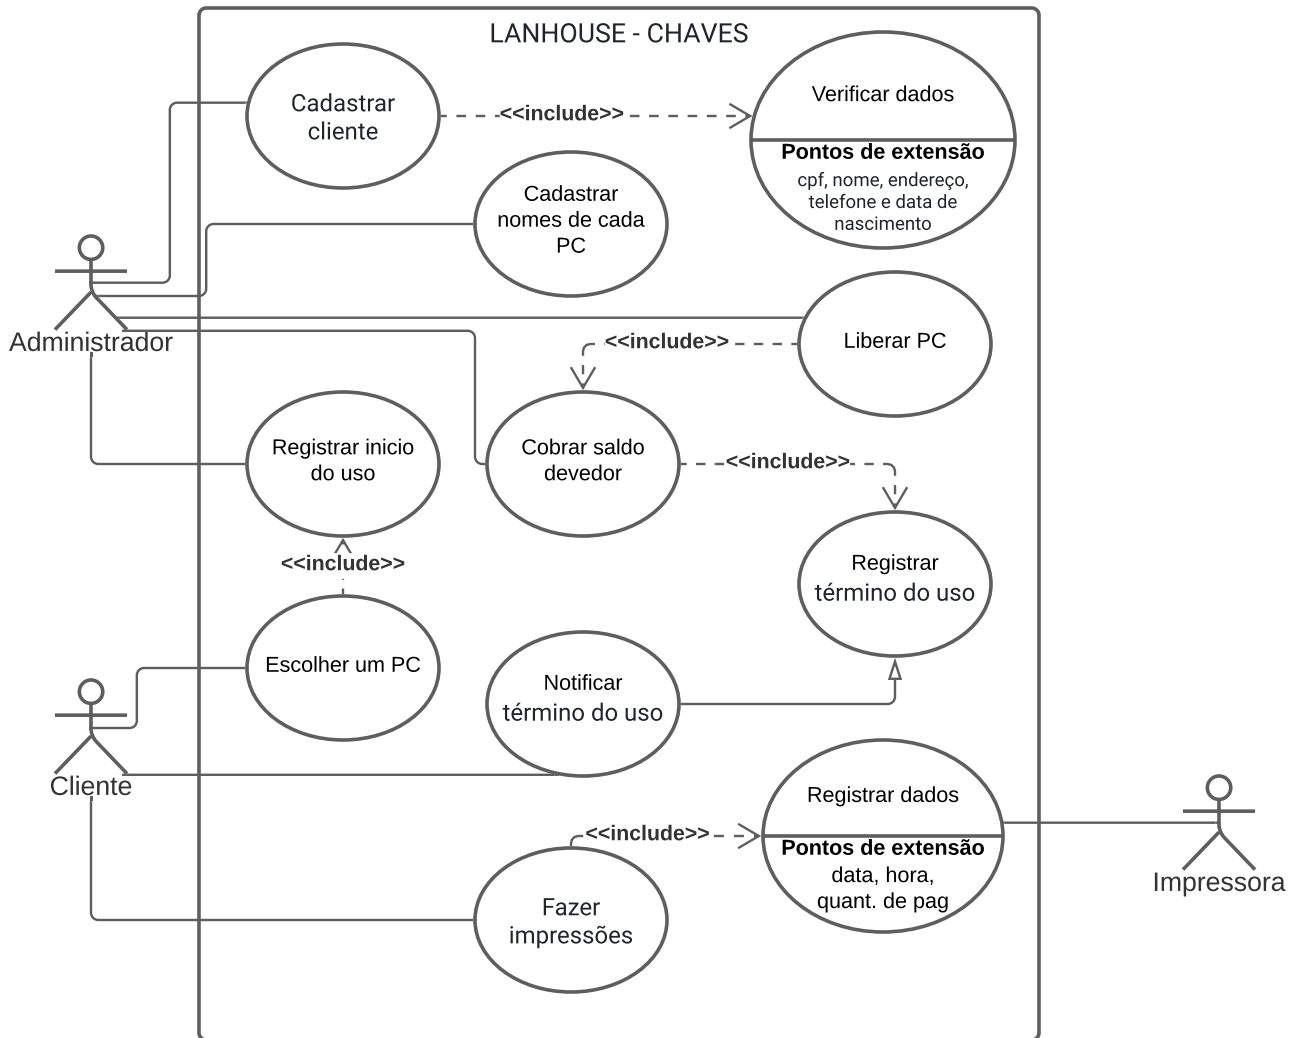 LANHOUSE - CHAVES
Cadastrar
cliente
<<include>>
Verificar dados
Pontos de extensão
cpf, nome, endereço,
telefone e data de
nascimento
Cadastrar
nomes de cada
PC
Administrador
<<include>>
Liberar PC
Registrar inicio
do uso
Cobrar saldo
devedor
<<include>>
<<include>>
Registrar
término do uso
Escolher um PC
Notificar
término do uso
Cliente
Registrar dados
<<include>>
Pontos de extensão
data, hora,
quant. de pag
Impressora
Fazer
impressões